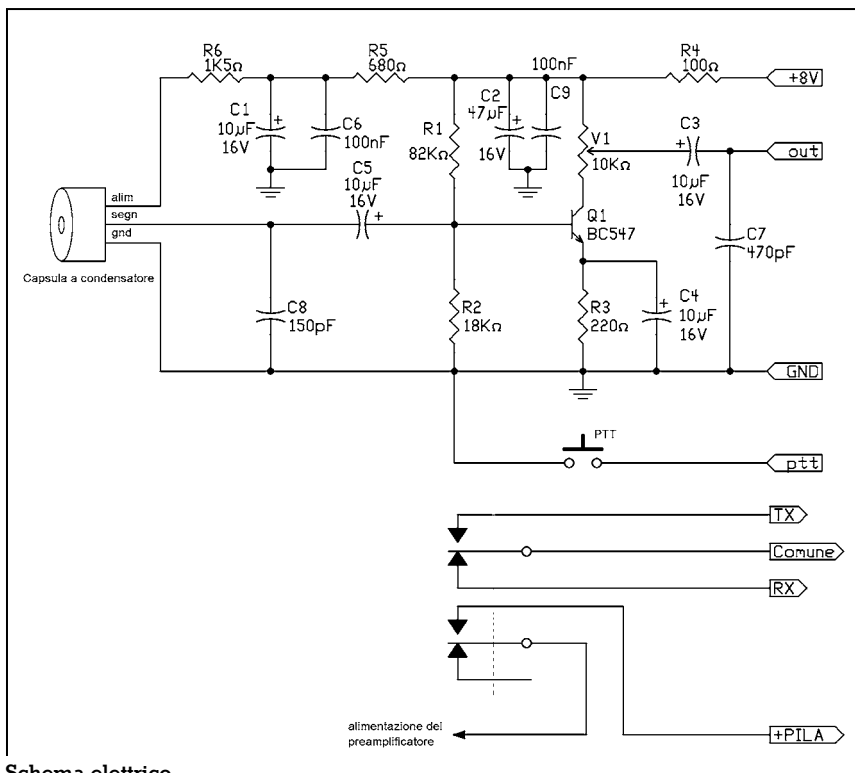 R6
1K5Ω
R5
680Ω
100nF
R4
100Ω
+8V
C1
10µF
16V
+
C6
100nF
R1
82KΩ
C2
47µF
16V
+
C9
V1
10KΩ
C3
+
10µF
16V
out
C5
10µF
16V
+
alim
segn
gnd
Capsula a condensatore
Q1
BC547
C7
470pF
C8
150pF
R2
18KΩ
R3
220Ω
+
C4
10µF
16V
GND
PTT
ptt
TX
Comune
RX
alimentazione del
preamplificatore
+PILA
Schema elettrico